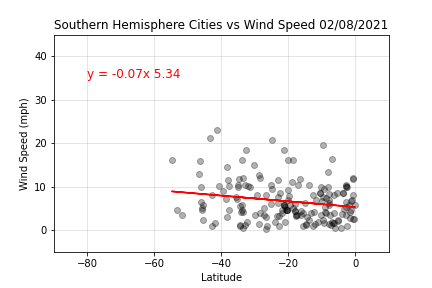 Southern Hemisphere Cities vs Wind Speed 02/08/2021
y = -0.07x 5.34
Wind Speed (mph)
40
30
20
10
0
−80 −60 −40 −20 0
Latitude